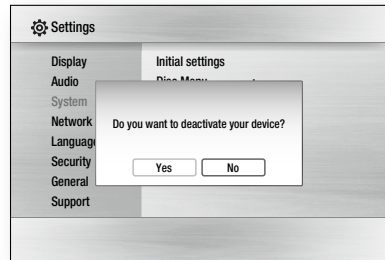 Settings
Display
Initial settings
Audio
System
Network
Do you want to deactivate your device?
Language
Security
Yes
No
General
Support